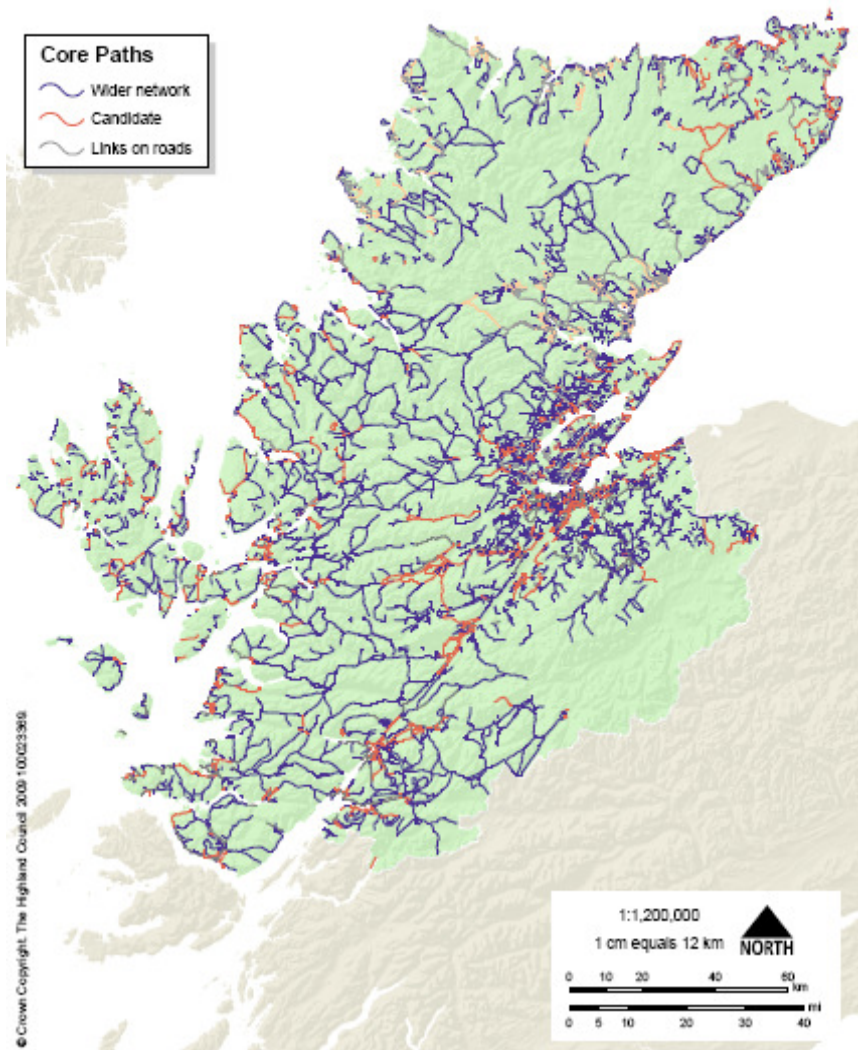 Core Paths
Wider network
Candidate
Links on roads
© Crown Copyright. The Highland Council 2009 100023369.
1:1,200,000
1 cm equals 12 km
NORTH
0 10 20 40 60
km
mi
0 5 10 20 30 40